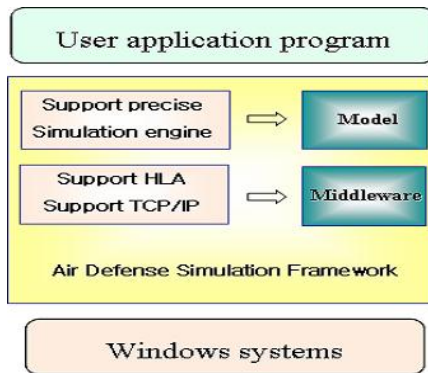 User application program
Support precise
Simulation engine
Model
Support HLA
Support TCP/IP
Middleware
Air Defense Simulation Framework
Windows systems